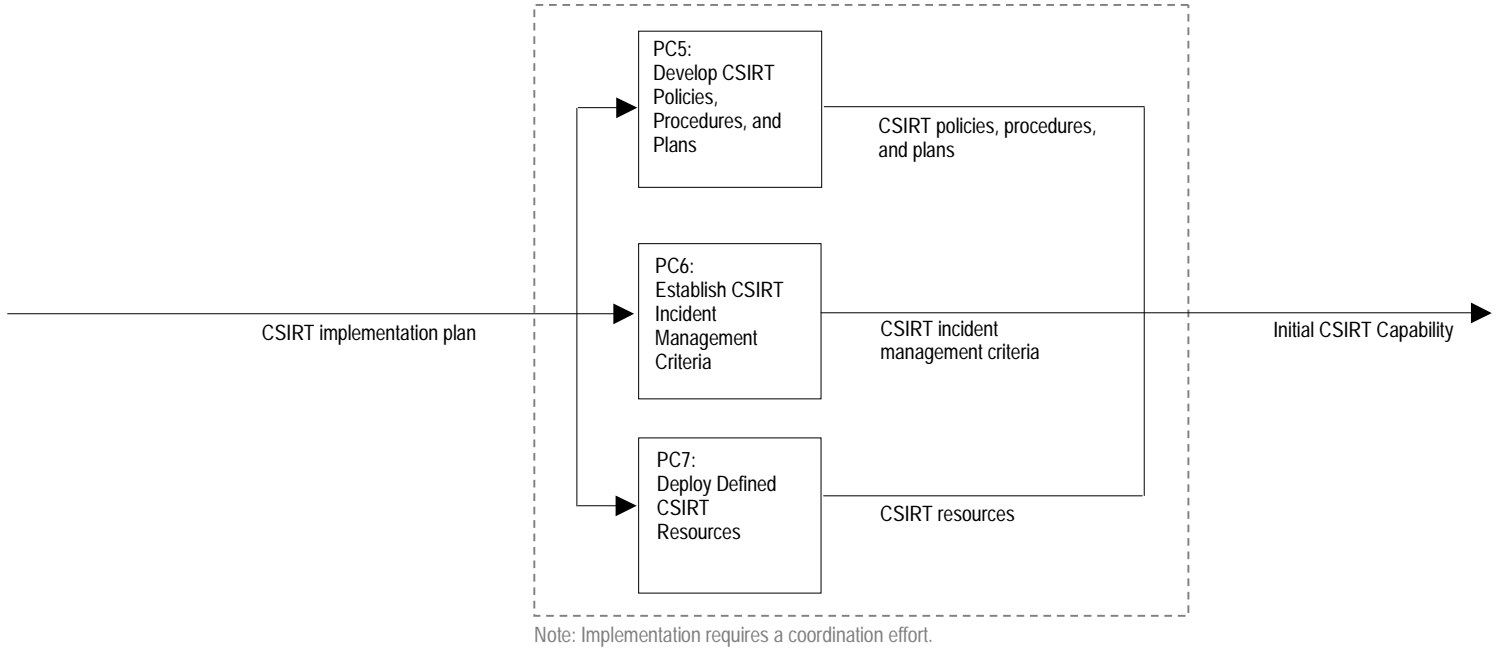 PC5:
Develop CSIRT
Policies,
Procedures, and
Plans
CSIRT policies, procedures,
and plans
PC6:
Establish CSIRT
Incident
Management
Criteria
CSIRT implementation plan
CSIRT incident
management criteria
Initial CSIRT Capability
PC7:
Deploy Defined
CSIRT
Resources
CSIRT resources
Note: Implementation requires a coordination effort.